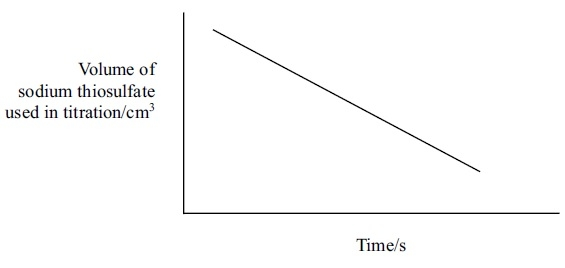 Volume of
sodium thiosulfate
used in titration/cm³
Time/s